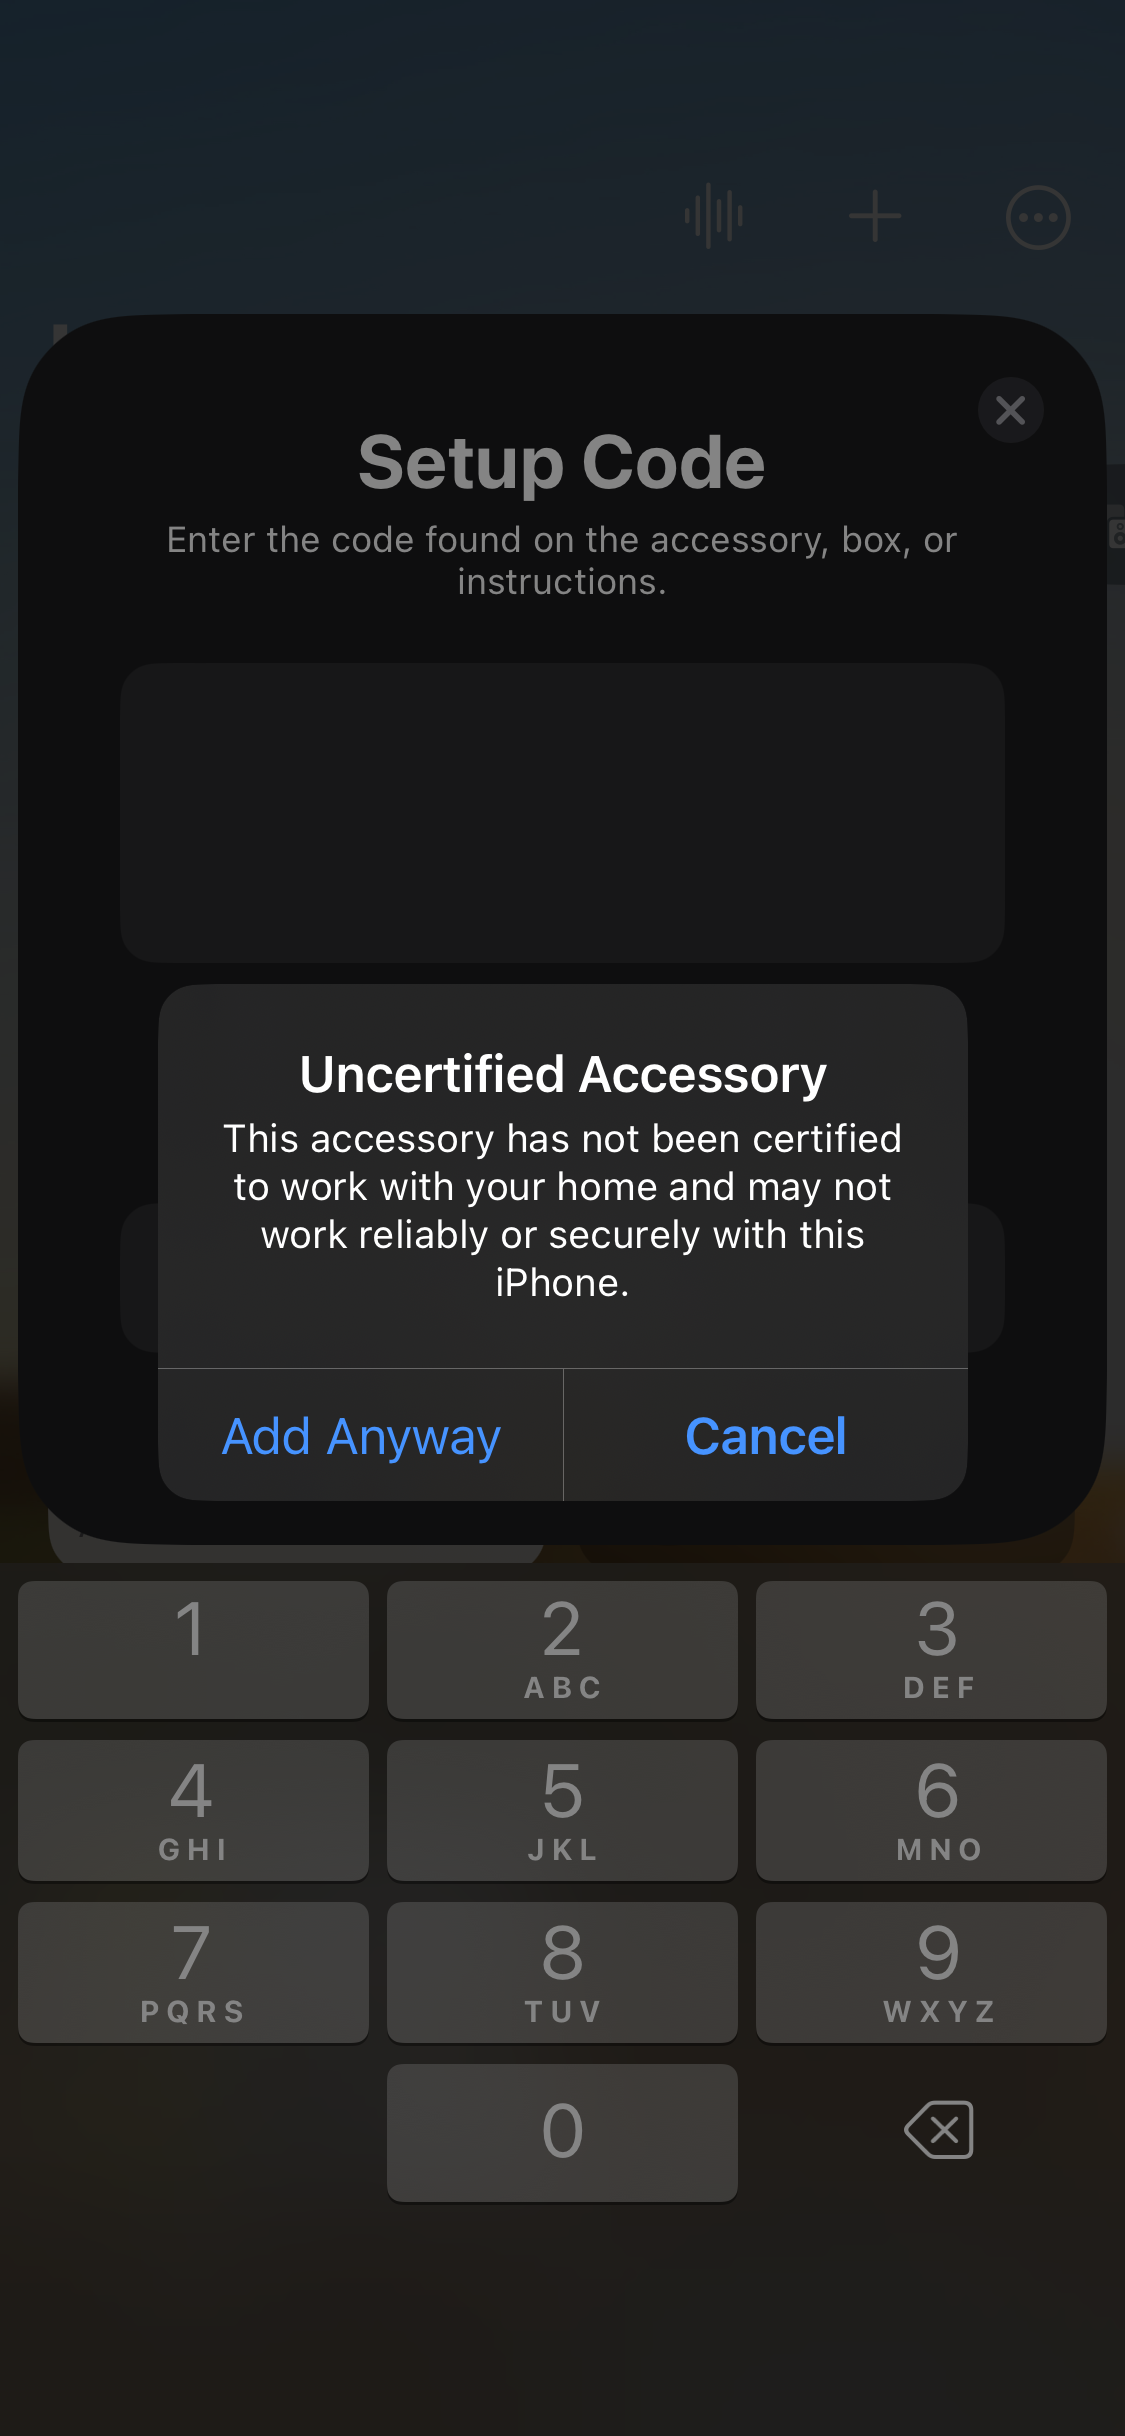 Setup Code
Enter the code found on the accessory, box, or
instructions.
Uncertified Accessory
This accessory has not been certified
to work with your home and may not
work reliably or securely with this
iPhone.
Add Anyway
Cancel
1
2
ABC
3
DEF
4
GHI
5
JKL
6
MNO
7
PQRS
8
TUV
9
WXYZ
0